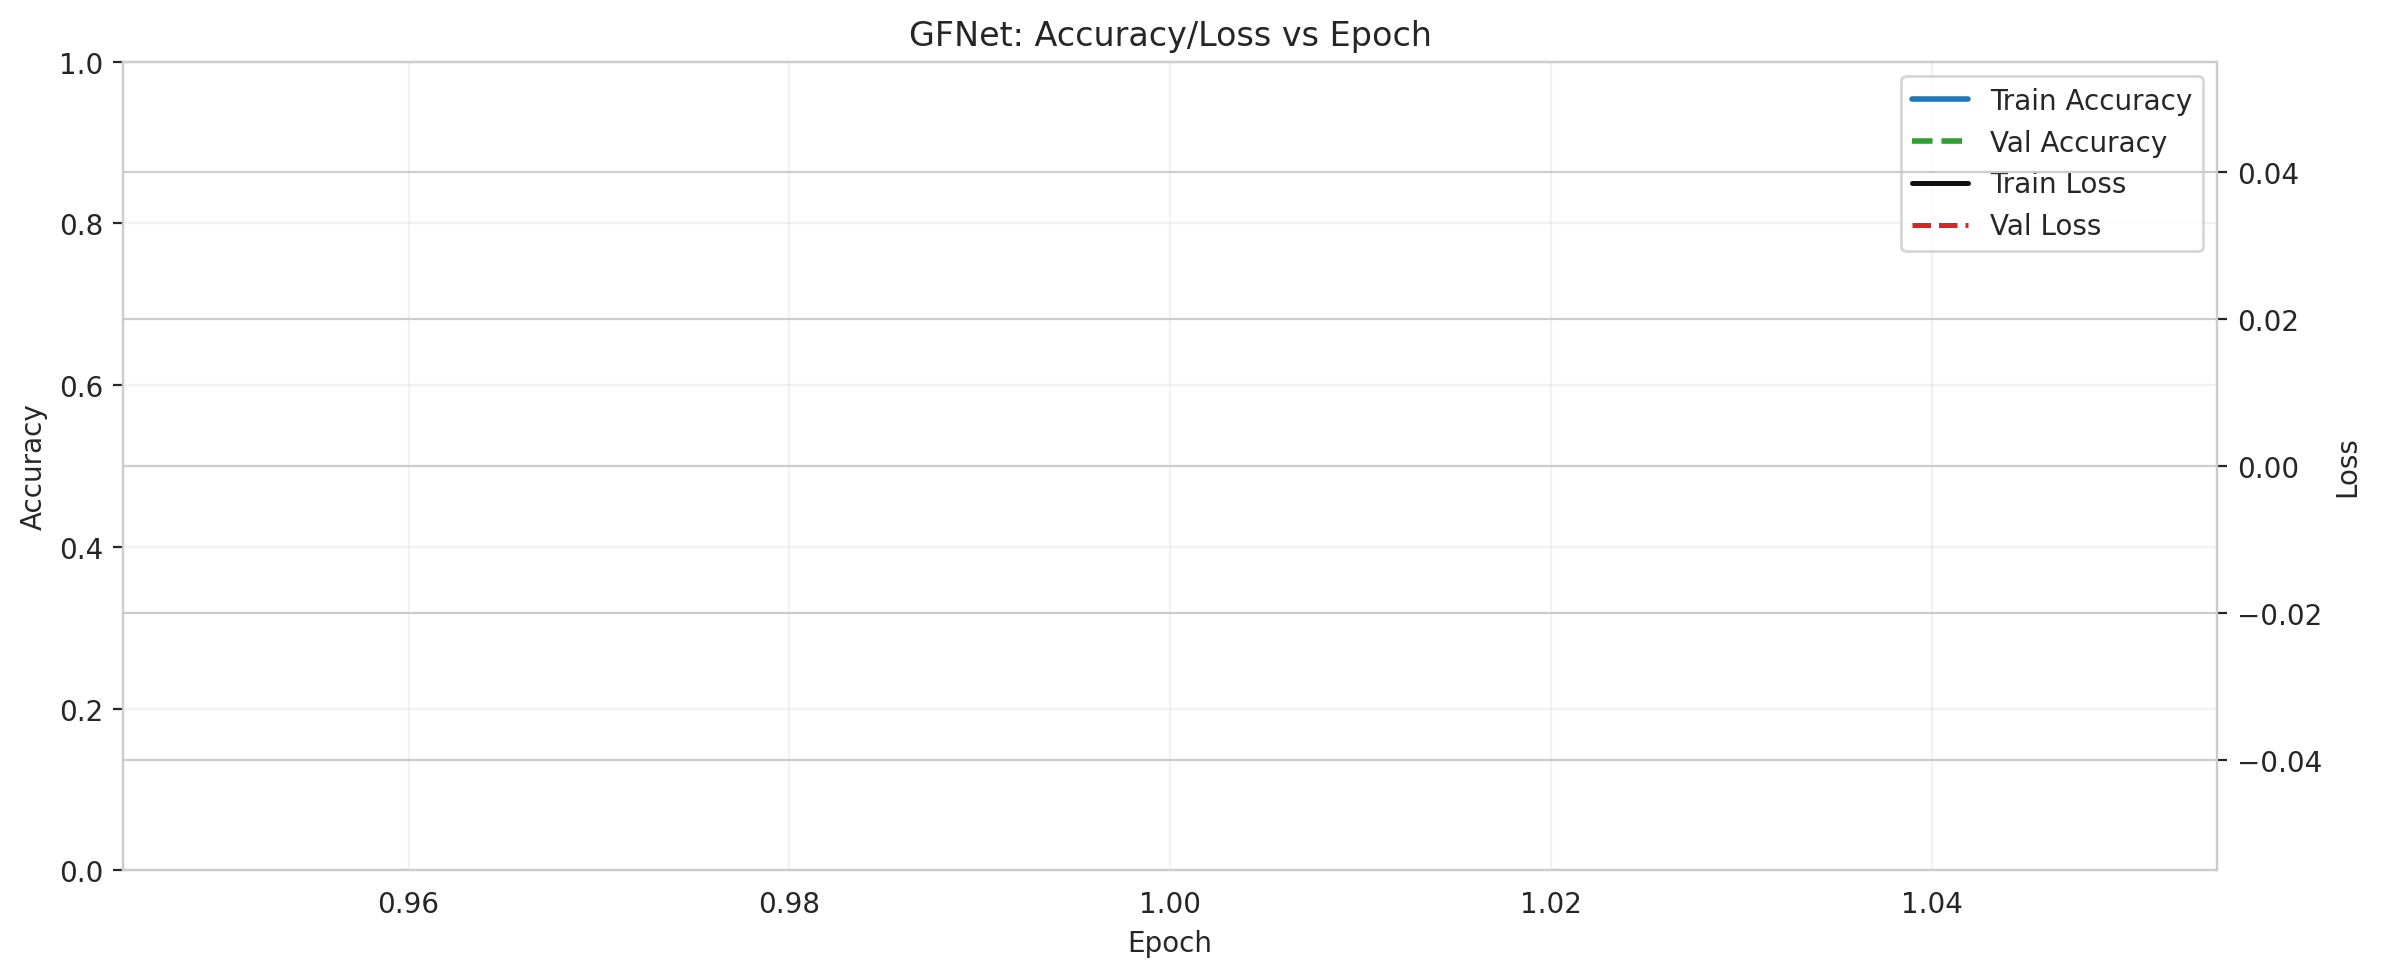 GFNet: Accuracy/Loss vs Epoch
1.0
0.8
0.6
0.4
0.2
0.0
Accuracy
Train Accuracy
Val Accuracy
Train Loss
Val Loss
0.04
0.02
0.00
−0.02
−0.04
Loss
0.96 0.98 1.00 1.02 1.04
Epoch